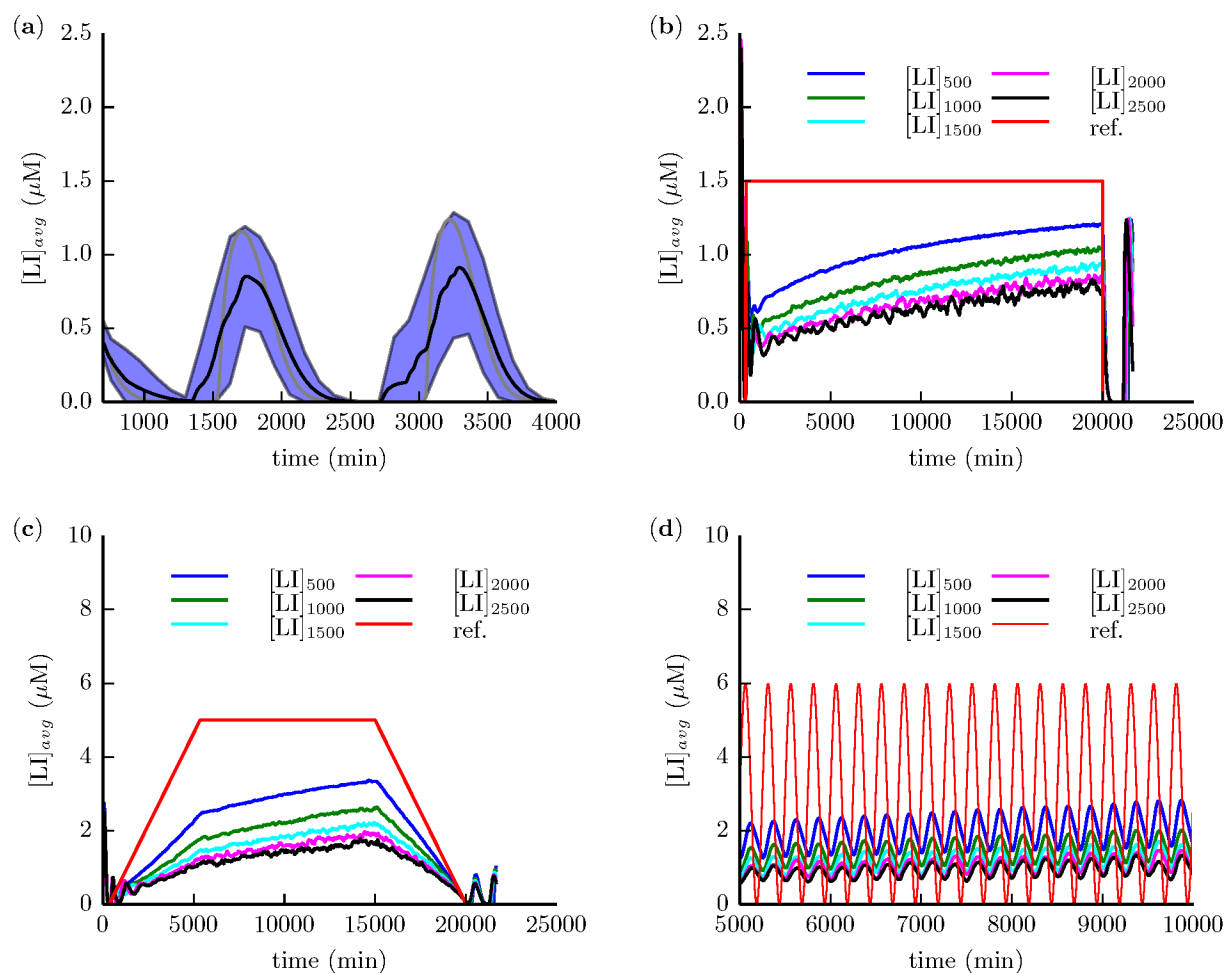 (a)
2.5
2.0
1.5
1.0
0.5
0.0
[LI]avg (μM)
1000 1500 2000 2500 3000 3500 4000
time (min)
(b)
2.5
2.0
1.5
1.0
0.5
0.0
[LI]avg (μM)
[LI]500 [LI]2000
[LI]1000 [LI]2500
[LI]1500 ref.
0 5000 10000 15000 20000 25000
time (min)
(c)
10
8
6
4
2
0
[LI]avg (μM)
[LI]500 [LI]2000
[LI]1000 [LI]2500
[LI]1500 ref.
0 5000 10000 15000 20000 25000
time (min)
(d)
10
8
6
4
2
0
[LI]avg (μM)
[LI]500 [LI]2000
[LI]1000 [LI]2500
[LI]1500 ref.
5000 6000 7000 8000 9000 10000
time (min)